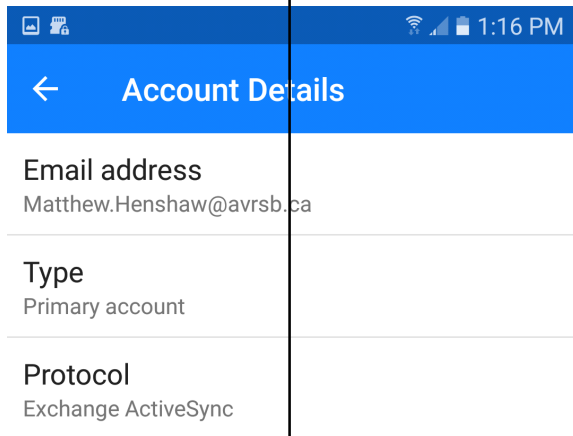 1:16 PM
Account Details
Email address
Matthew.Henshaw@avrsb.ca
Type
Primary account
Protocol
Exchange ActiveSync